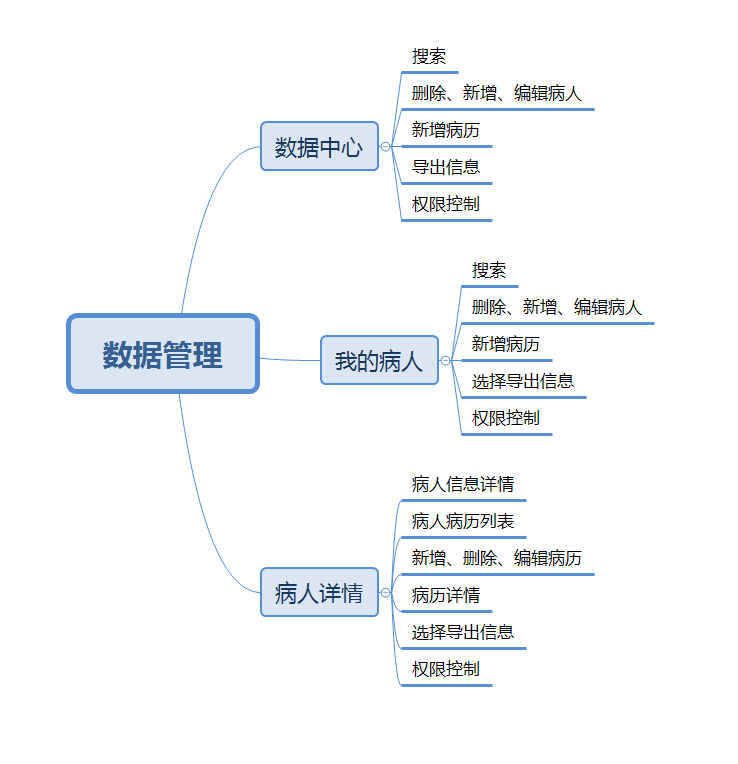 数据管理
数据中心
搜索
删除、新增、编辑病人
新增病历
导出信息
权限控制
我的病人
搜索
删除、新增、编辑病人
新增病历
选择导出信息
权限控制
病人详情
病人信息详情
病人病历列表
新增、删除、编辑病历
病历详情
选择导出信息
权限控制